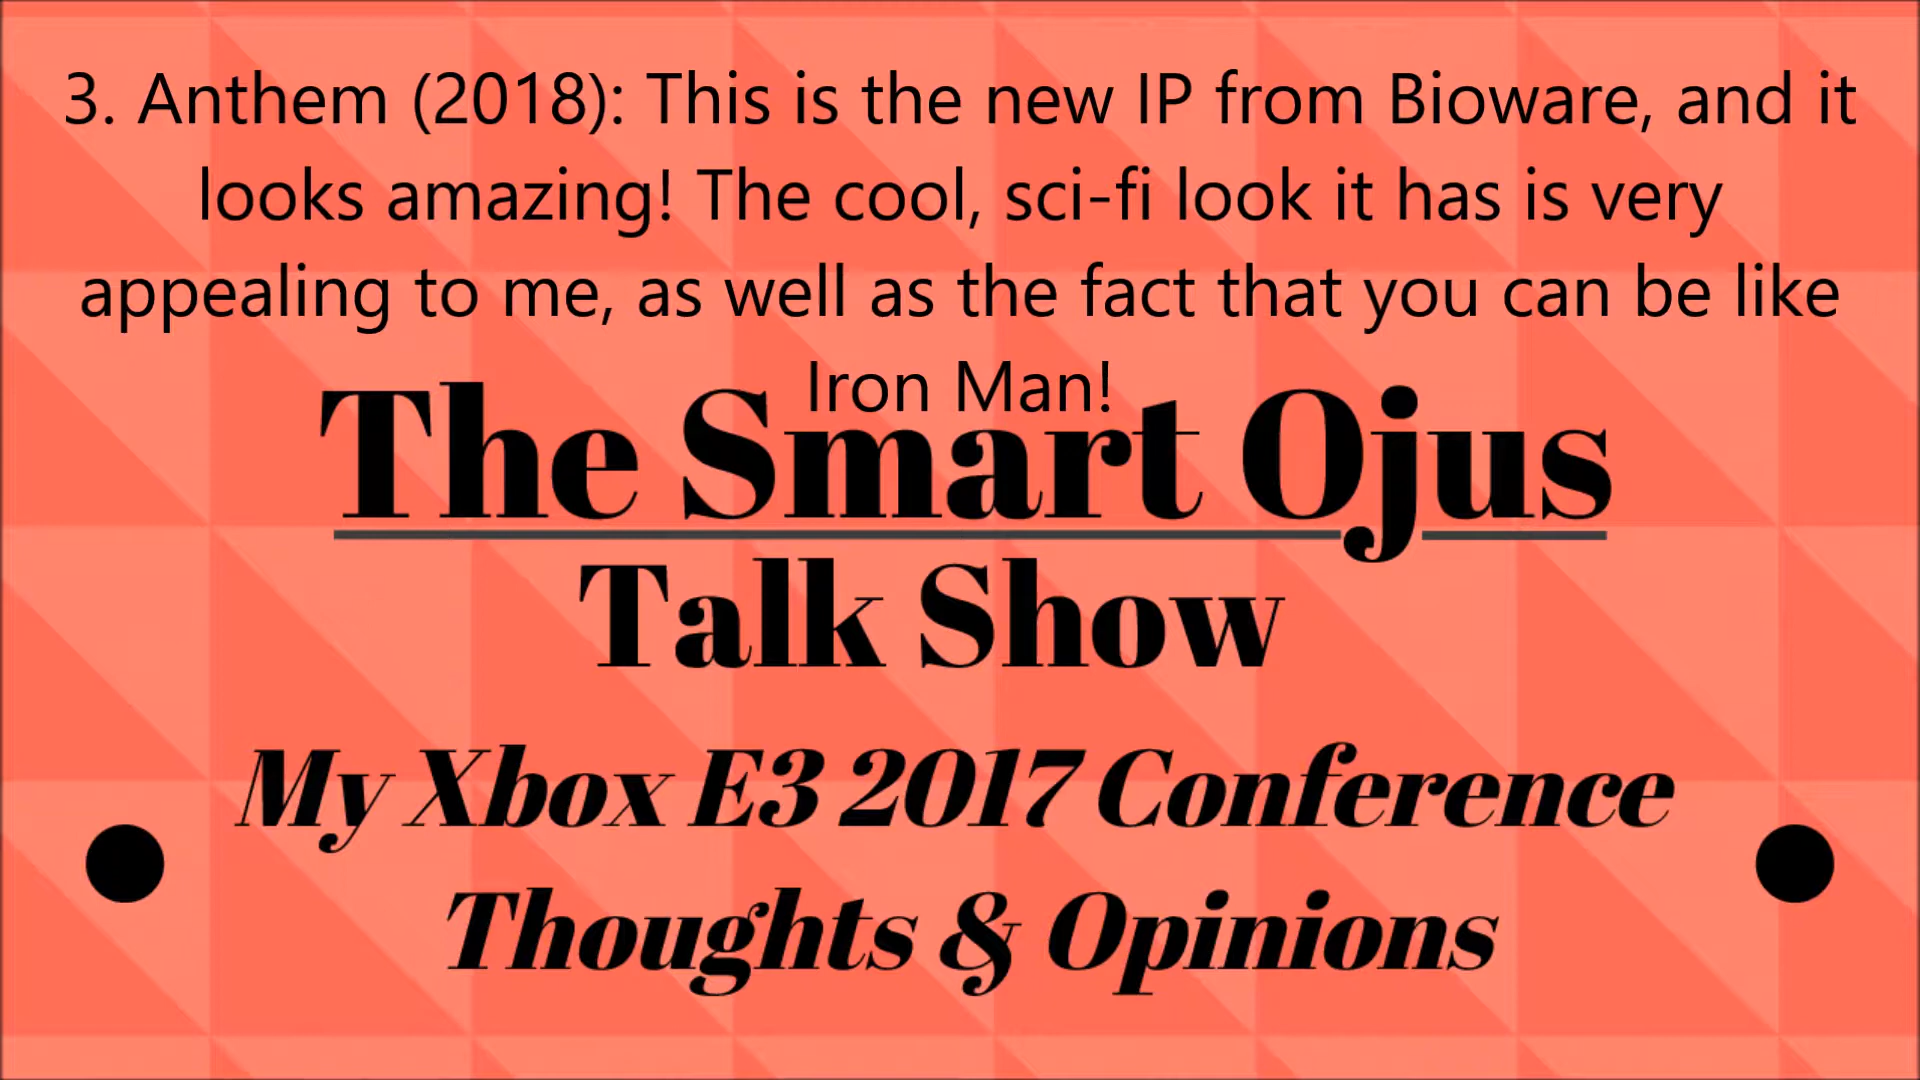 3. Anthem (2018): This is the new IP from Bioware, and it
looks amazing! The cool, sci-fi look it has is very
appealing to me, as well as the fact that you can be like
Iron Man!
The Smart Ojus
Talk Show
My Xbox E3 2017 Conference
Thoughts & Opinions